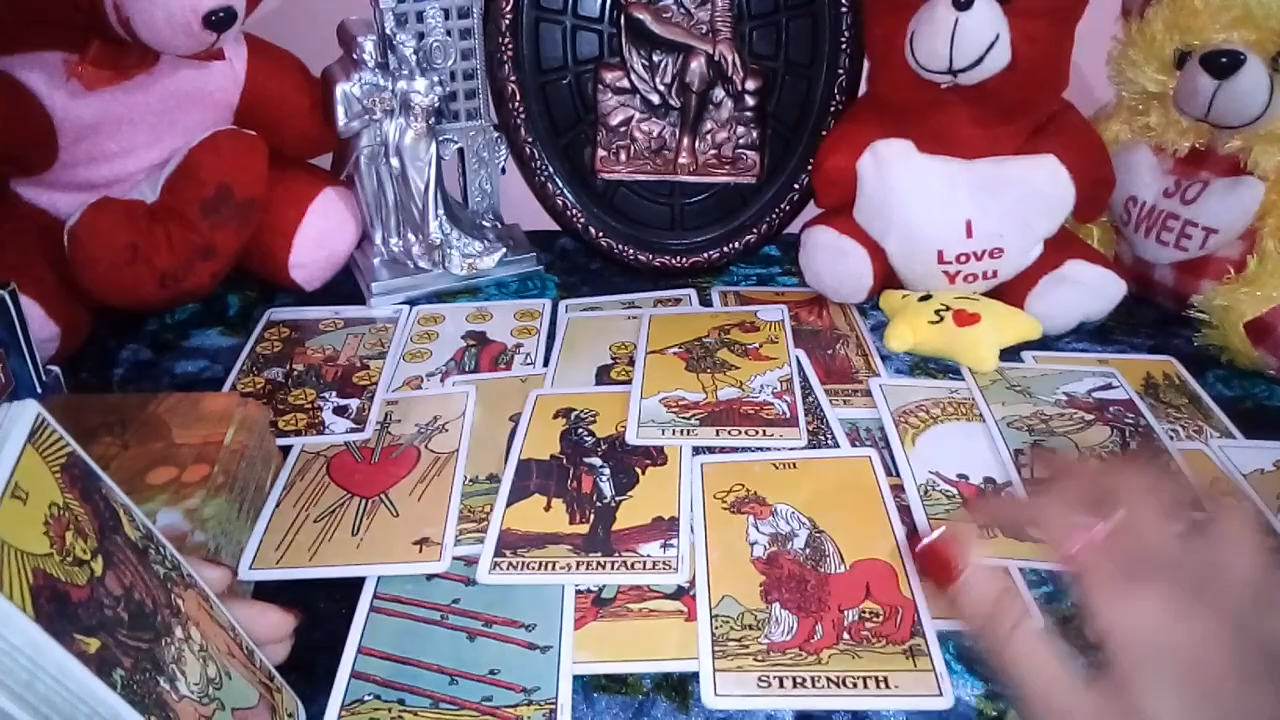 I
Love
You
SO
SWEET
THE FOOL.
KNIGHT of PENTACLES.
VIII
STRENGTH.